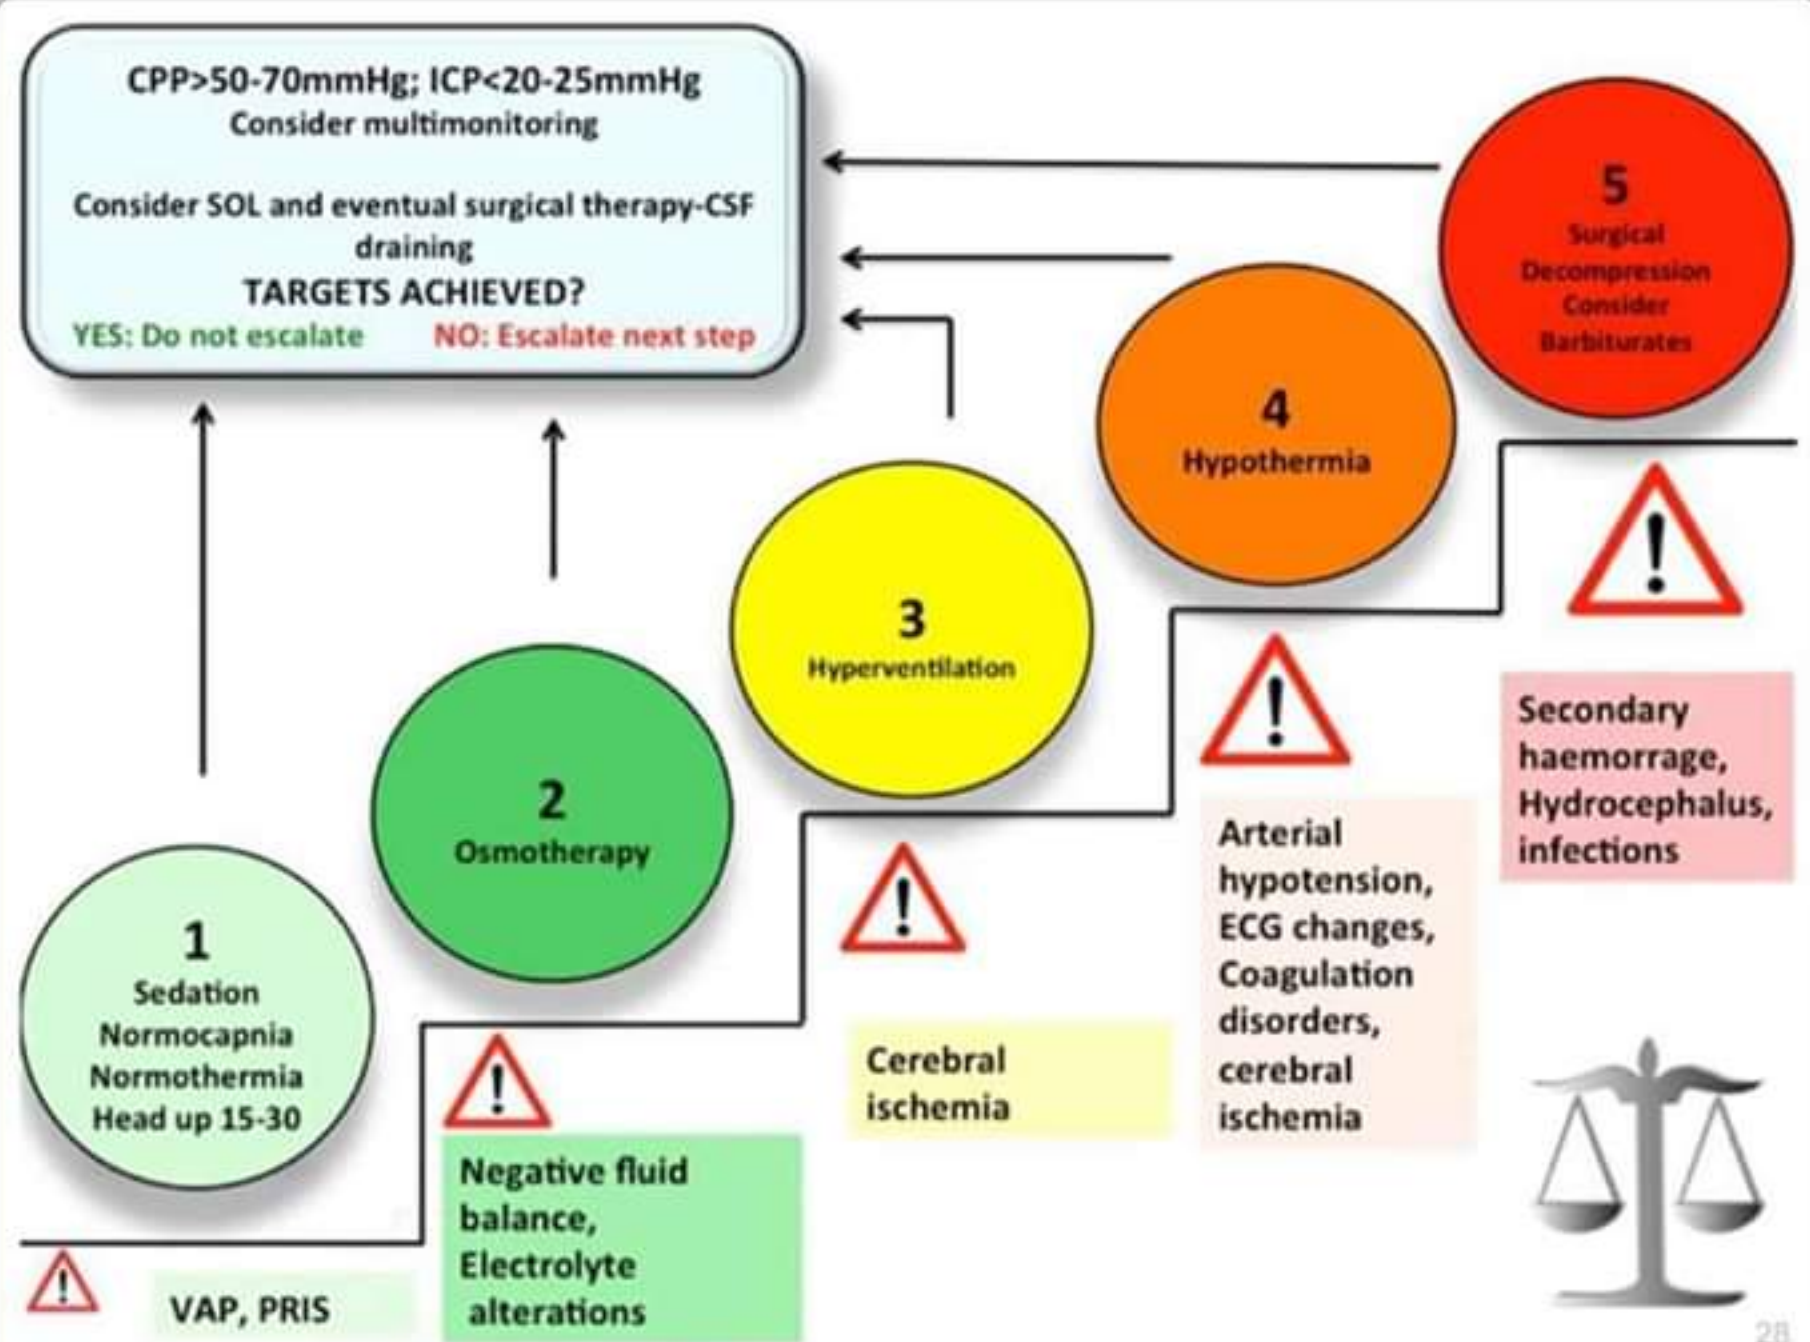 CPP>50-70mmHg; ICP<20-25mmHg
Consider multimonitoring
Consider SOL and eventual surgical therapy-CSF
draining
TARGETS ACHIEVED?
YES: Do not escalate NO: Escalate next step
5
Surgical
Decompression
Consider
Barbiturates
4
Hypothermia
3
Hyperventilation
2
Osmotherapy
1
Sedation
Normocapnia
Normothermia
Head up 15-30
!
VAP, PRIS
!
Negative fluid
balance,
Electrolyte
alterations
!
Cerebral
ischemia
!
Arterial
hypotension,
ECG changes,
Coagulation
disorders,
cerebral
ischemia
!
Secondary
haemorrage,
Hydrocephalus,
infections
28